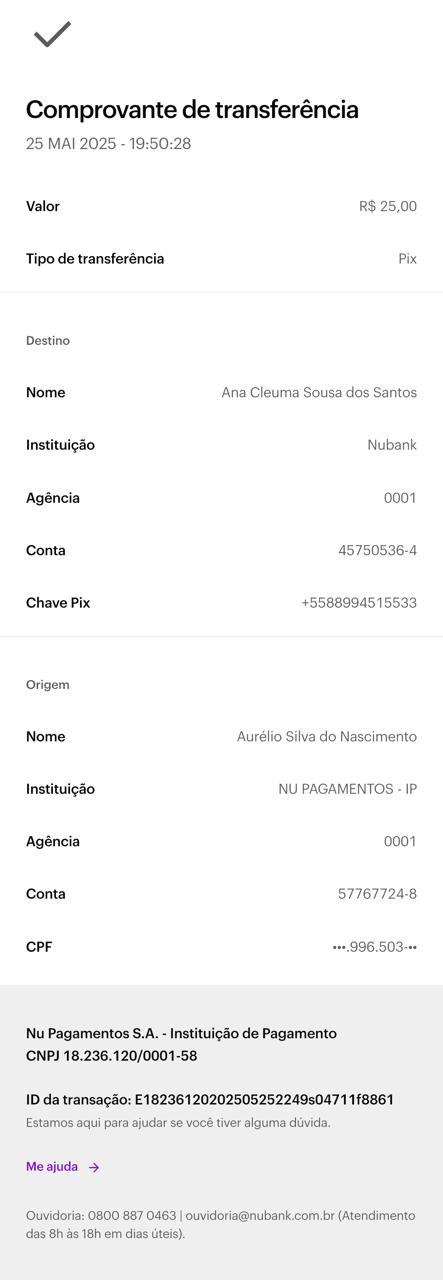 Comprovante de transferência
25 MAI 2025 - 19:50:28
Valor R$ 25,00
Tipo de transferência Pix
Destino
Nome Ana Cleuma Sousa dos Santos
Instituição Nubank
Agência 0001
Conta 45750536-4
Chave Pix +5588994515533
Origem
Nome Aurélio Silva do Nascimento
Instituição NU PAGAMENTOS - IP
Agência 0001
Conta 57767724-8
CPF •••.996.503-••
Nu Pagamentos S.A. - Instituição de Pagamento
CNPJ 18.236.120/0001-58
ID da transação: E18236120202505252249s04711f8861
Estamos aqui para ajudar se você tiver alguma dúvida.
Me ajuda →
Ouvidoria: 0800 887 0463 | ouvidoria@nubank.com.br (Atendimento
das 8h às 18h em dias úteis).